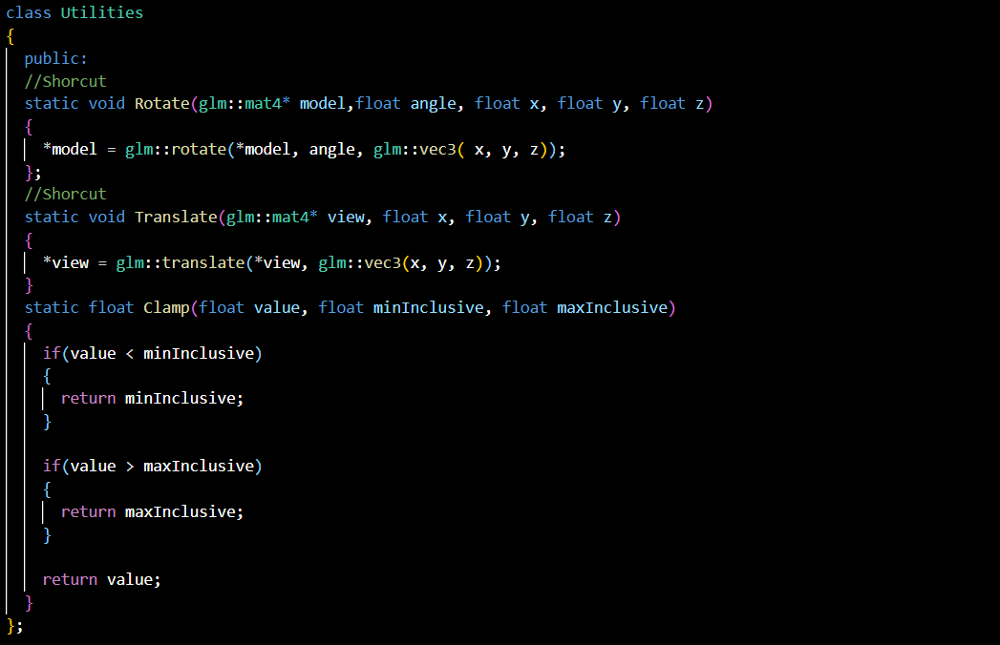 class Utilities
{
public:
//Shorcut
static void Rotate(glm::mat4* model,float angle, float x, float y, float z)
{
*model = glm::rotate(*model, angle, glm::vec3( x, y, z));
};
//Shorcut
static void Translate(glm::mat4* view, float x, float y, float z)
{
*view = glm::translate(*view, glm::vec3(x, y, z));
}
static float Clamp(float value, float minInclusive, float maxInclusive)
{
if(value < minInclusive)
{
return minInclusive;
}
if(value > maxInclusive)
{
return maxInclusive;
}
return value;
}
};